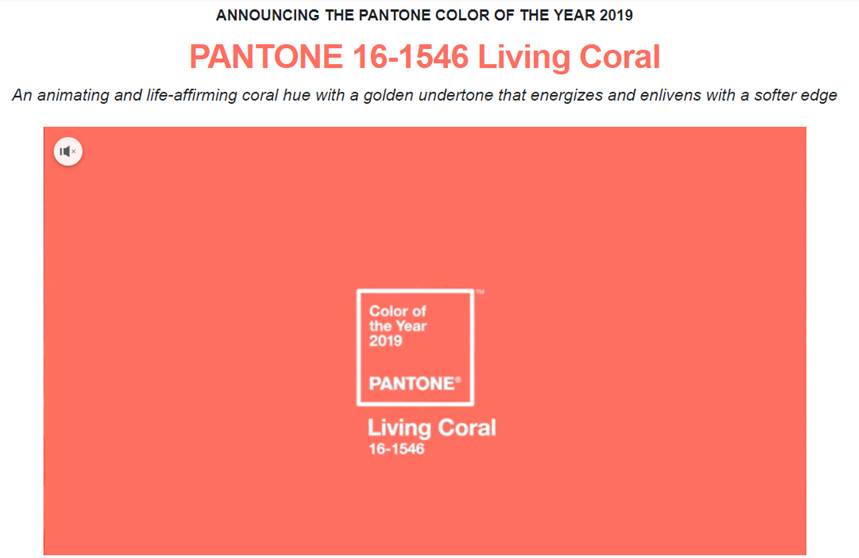 ANNOUNCING THE PANTONE COLOR OF THE YEAR 2019
PANTONE 16-1546 Living Coral
An animating and life-affirming coral hue with a golden undertone that energizes and enlivens with a softer edge
Color of
the Year
2019
PANTONE®
™
Living Coral
16-1546